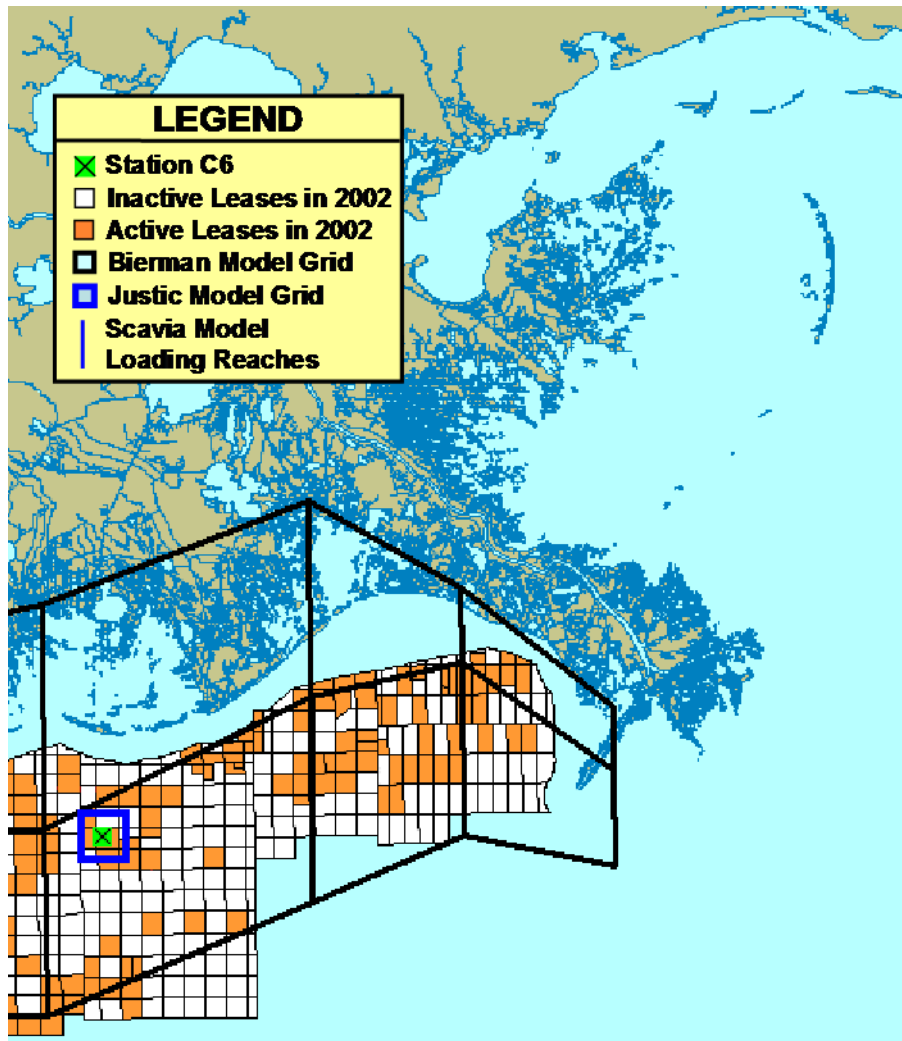 LEGEND
Station C6
Inactive Leases in 2002
Active Leases in 2002
Bierman Model Grid
Justic Model Grid
Scavia Model
Loading Reaches